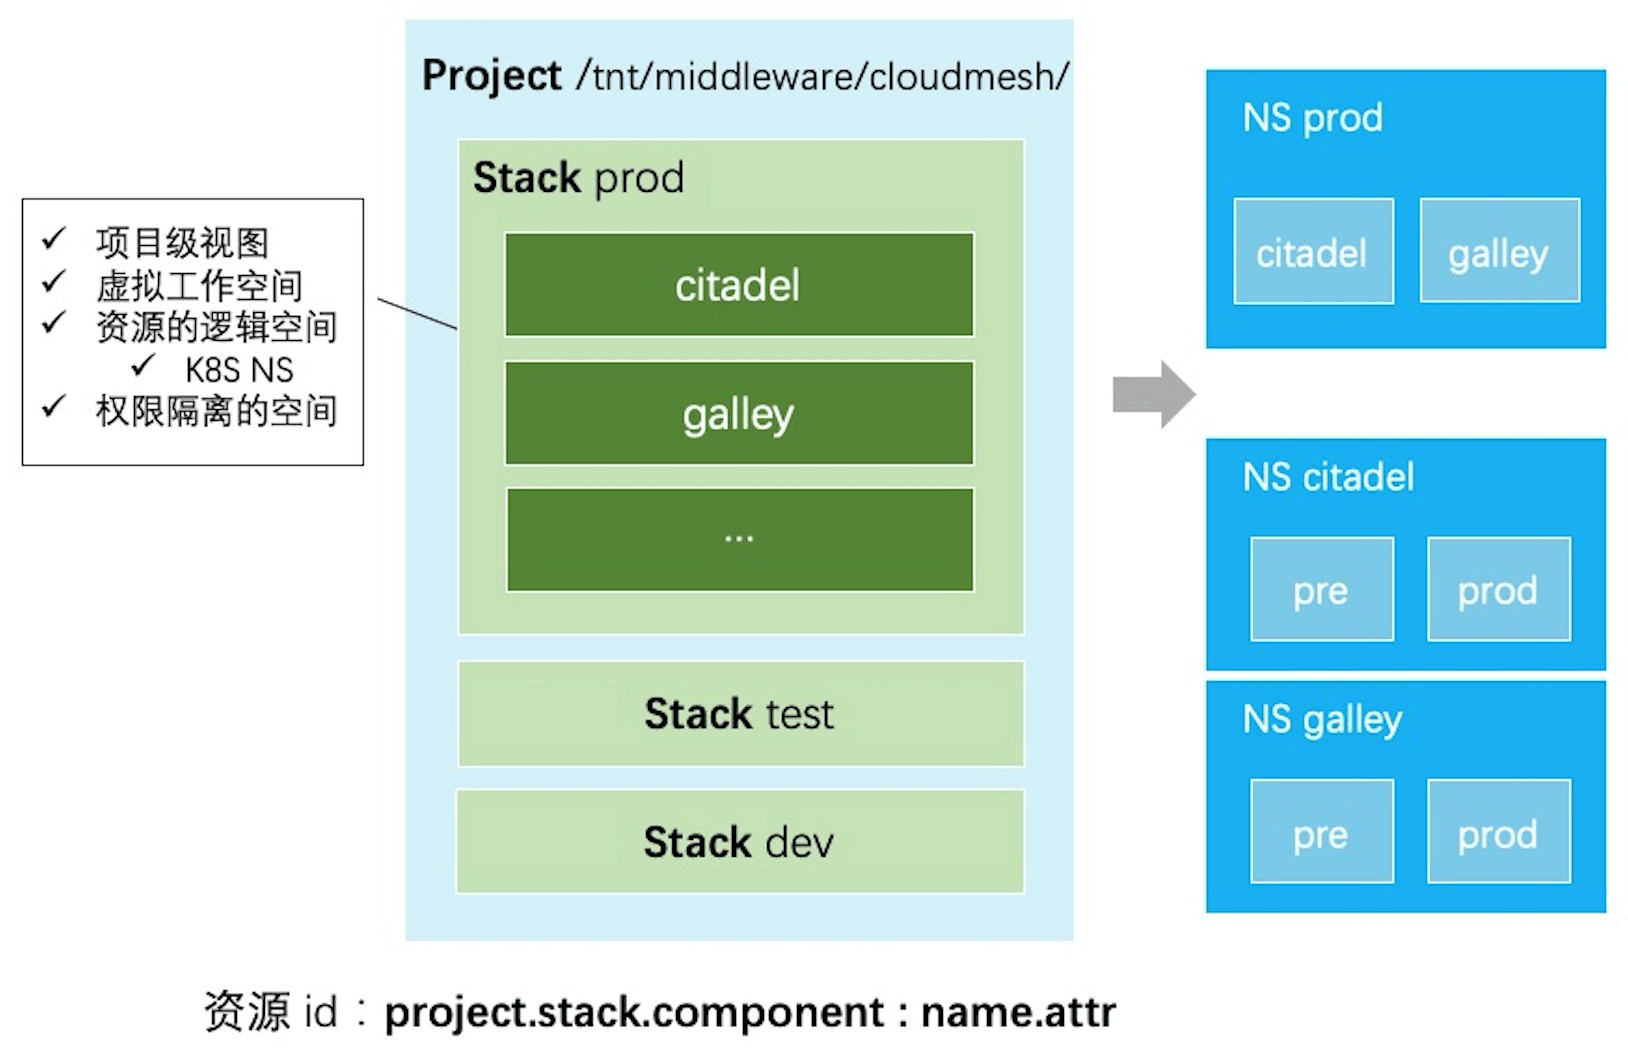 Project /tnt/middleware/cloudmesh/
Stack prod
citadel
galley
...
Stack test
Stack dev
✓ 项目级视图
✓ 虚拟工作空间
✓ 资源的逻辑空间
✓ K8S NS
✓ 权限隔离的空间
NS prod
citadel
galley
NS citadel
pre
prod
NS galley
pre
prod
资源 id：project.stack.component : name.attr